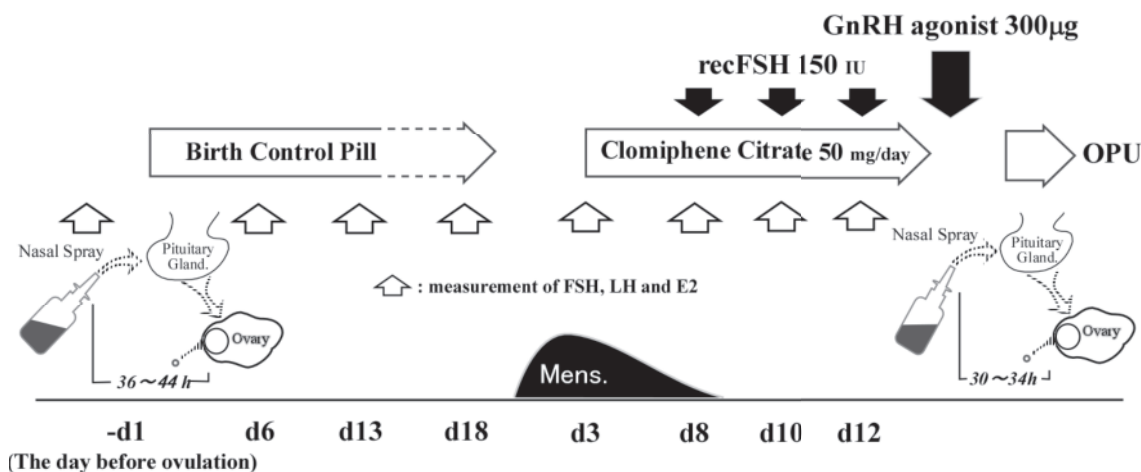 GnRH agonist 300μg
recFSH 150 IU
Birth Control Pill
Clomiphene Citrate 50 mg/day
OPU
Nasal Spray
Pituitary
Gland.
Ovary
36～44 h
: measurement of FSH, LH and E2
Nasal Spray
Pituitary
Gland.
Ovary
30～34h
Mens.
-d1 d6 d13 d18 d3 d8 d10 d12
(The day before ovulation)